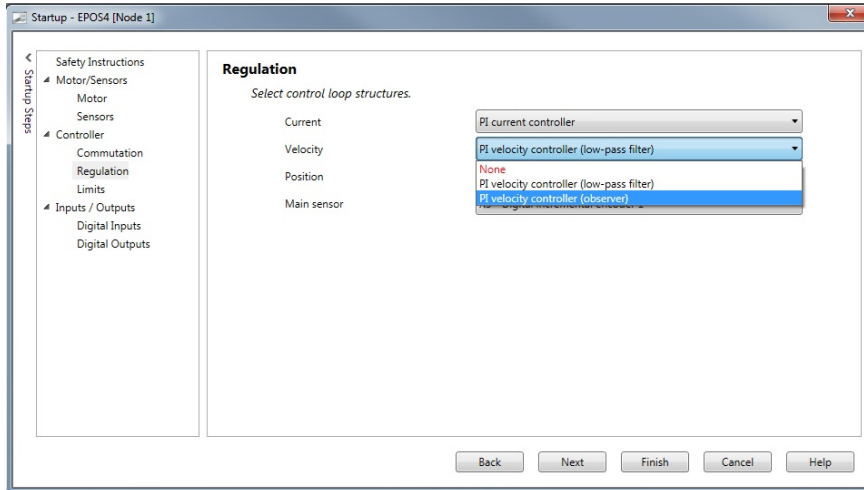 Startup - EPOS4 [Node 1]
Startup Steps
Safety Instructions
Motor/Sensors
Motor
Sensors
Controller
Commutation
Regulation
Limits
Inputs / Outputs
Digital Inputs
Digital Outputs
Regulation
Select control loop structures.
Current
PI current controller
Velocity
PI velocity controller (low-pass filter)
None
PI velocity controller (low-pass filter)
PI velocity controller (observer)
Position
Main sensor
Back
Next
Finish
Cancel
Help